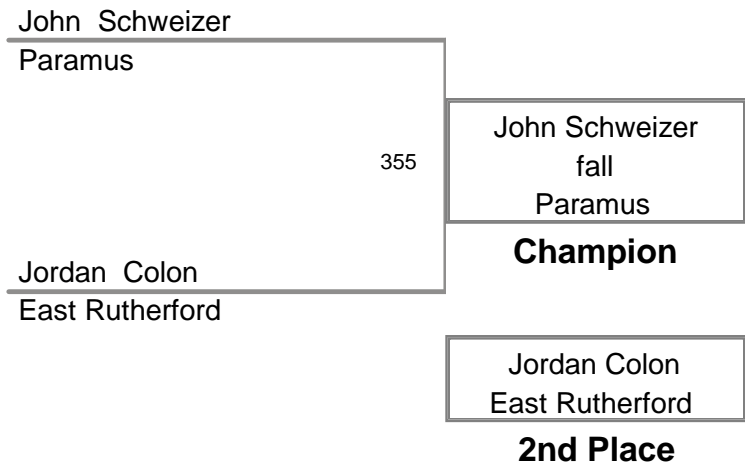 John Schweizer
Paramus
John Schweizer
355
fall
Paramus
Champion
Jordan Colon
East Rutherford
Jordan Colon
East Rutherford
2nd Place